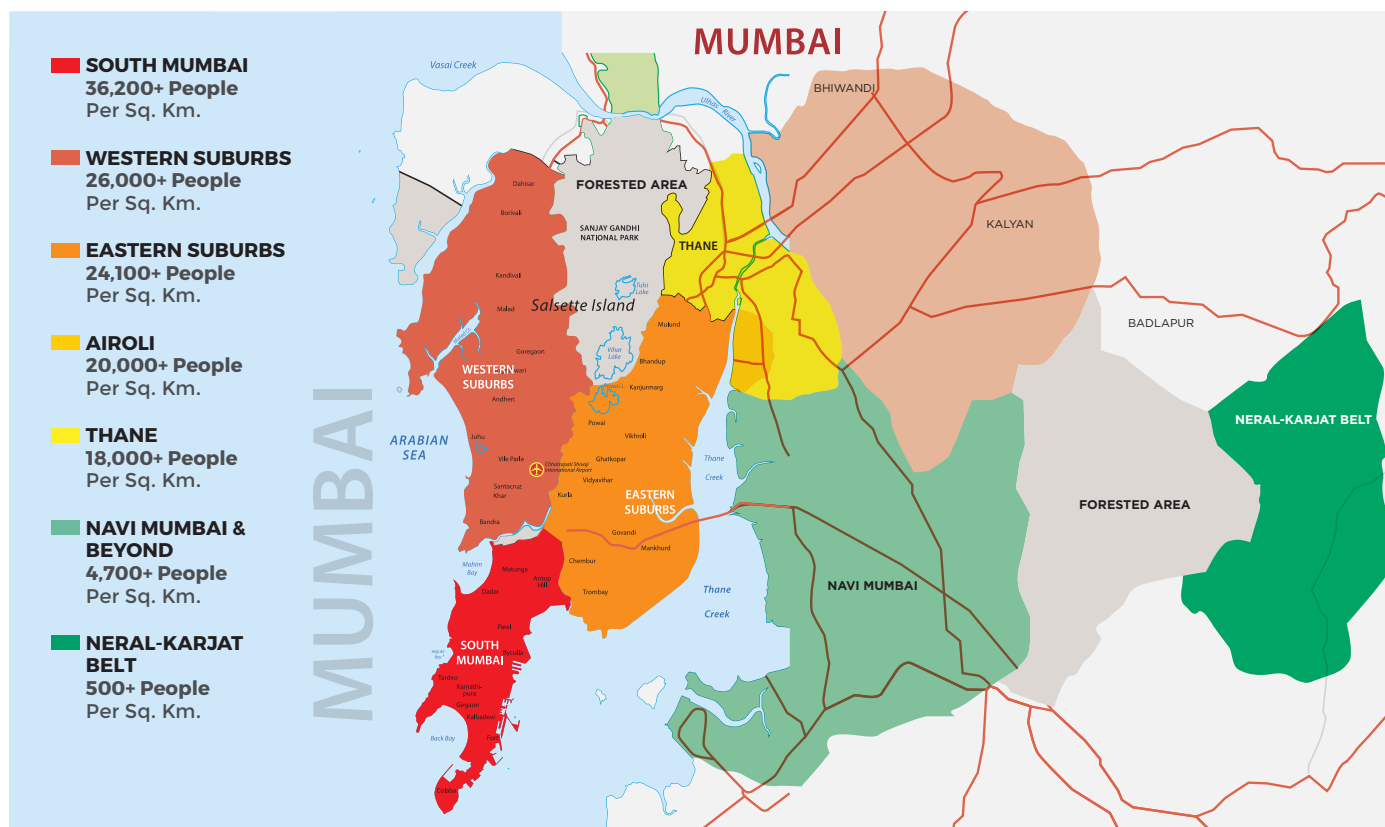 MUMBAI
SOUTH MUMBAI
36,200+ People
Per Sq. Km.
WESTERN SUBURBS
26,000+ People
Per Sq. Km.
EASTERN SUBURBS
24,100+ People
Per Sq. Km.
AIROLI
20,000+ People
Per Sq. Km.
THANE
18,000+ People
Per Sq. Km.
NAVI MUMBAI &
BEYOND
4,700+ People
Per Sq. Km.
NERAL-KARJAT
BELT
500+ People
Per Sq. Km.
MUMBAI
Vasai Creek
Ulhas River
BHIWANDI
Dahisar
FORESTED AREA
Borivali
SANJAY GANDHI
NATIONAL PARK
THANE
KALYAN
Kandivali
Tulsi
Lake
Malad
Salsette Island
Mulund
BADLAPUR
Goregaon
Vihar
Lake
Bhandup
WESTERN
SUBURBS
Powai L.
Kanjurmarg
Andheri
Powai
NERAL-KARJAT BELT
ARABIAN
SEA
Juhu
Vikhroli
Vile Parle
Chhatrapati Shivaji
International Airport
Ghatkopar
Thane
Creek
Vidyavihar
Santacruz
Khar
Kurla
EASTERN
SUBURBS
FORESTED AREA
Bandra
Govandi
Mankhurd
Mahim
Bay
Matunga
Chembur
Antop
Hill
Dadar
Trombay
Thane
Creek
NAVI MUMBAI
Parel
SOUTH
MUMBAI
Byculla
Tardeo
Kamathi-
pura
Gogaon
Kalbadevi
Back Bay
Fort
Colaba